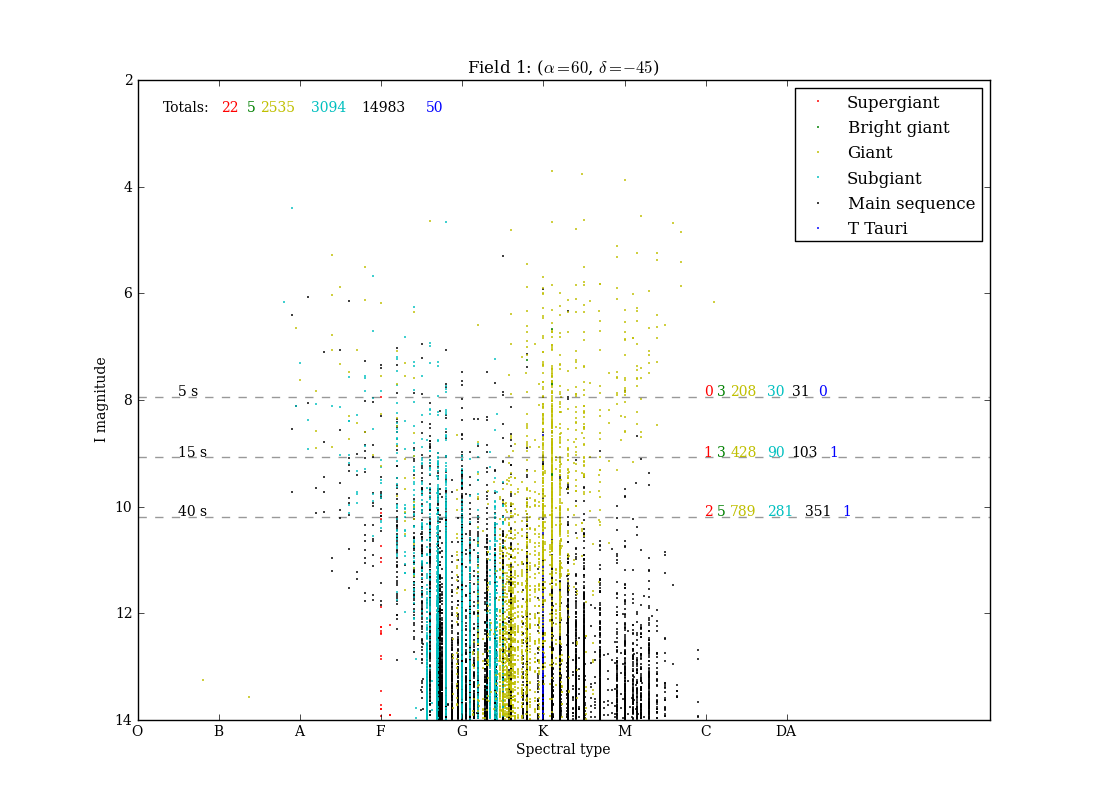 Field 1: (α=60, δ=−45)
Totals: 22 5 2535 3094 14983 50
Supergiant
Bright giant
Giant
Subgiant
Main sequence
T Tauri
2
4
6
8
10
12
14
I magnitude
5 s 0 3 208 30 31 0
15 s 1 3 428 90 103 1
40 s 2 5 789 281 351 1
O B A F G K M C DA
Spectral type